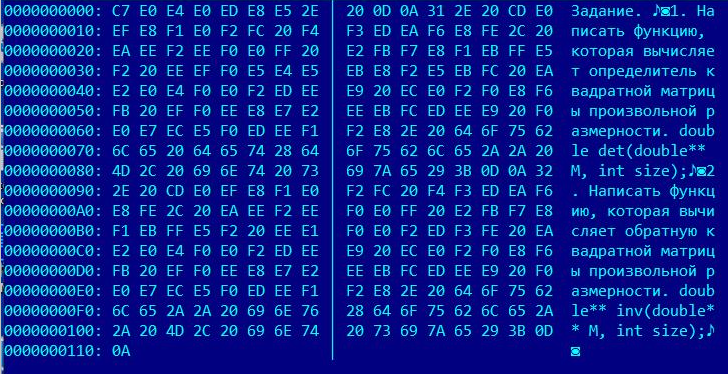 0000000000: C7 E0 E4 E0 ED E8 E5 2E | 20 0D 0A 31 2E 20 CD E0 Задание. ♪◙1. На
0000000010: EF E8 F1 E0 F2 FC 20 F4 | F3 ED EA F6 E8 FE 2C 20 писать функцию, 
0000000020: EA EE F2 EE F0 E0 FF 20 | E2 FB F7 E8 F1 EB FF E5 которая вычисляе
0000000030: F2 20 EE EF F0 E5 E4 E5 | EB E8 F2 E5 EB FC 20 EA т определитель к
0000000040: E2 E0 E4 F0 E0 F2 ED EE | E9 20 EC E0 F2 F0 E8 F6 вадратной матриц
0000000050: FB 20 EF F0 EE E8 E7 E2 | EE EB FC ED EE E9 20 F0 ы произвольной р
0000000060: E0 E7 EC E5 F0 ED EE F1 | F2 E8 2E 20 64 6F 75 62 азмерности. doub
0000000070: 6C 65 20 64 65 74 28 64 | 6F 75 62 6C 65 2A 2A 20 le det(double** 
0000000080: 4D 2C 20 69 6E 74 20 73 | 69 7A 65 29 3B 0D 0A 32 M, int size);♪◙2
0000000090: 2E 20 CD E0 EF E8 F1 E0 | F2 FC 20 F4 F3 ED EA F6 . Написать функц
00000000A0: E8 FE 2C 20 EA EE F2 EE | F0 E0 FF 20 E2 FB F7 E8 ию, которая вычи
00000000B0: F1 EB FF E5 F2 20 EE E1 | F0 E0 F2 ED F3 FE 20 EA сляет обратную к
00000000C0: E2 E0 E4 F0 E0 F2 ED EE | E9 20 EC E0 F2 F0 E8 F6 вадратной матриц
00000000D0: FB 20 EF F0 EE E8 E7 E2 | EE EB FC ED EE E9 20 F0 ы произвольной р
00000000E0: E0 E7 EC E5 F0 ED EE F1 | F2 E8 2E 20 64 6F 75 62 азмерности. doub
00000000F0: 6C 65 2A 2A 20 69 6E 76 | 28 64 6F 75 62 6C 65 2A le** inv(double*
0000000100: 2A 20 4D 2C 20 69 6E 74 | 20 73 69 7A 65 29 3B 0D * M, int size);♪
0000000110: 0A | ◙